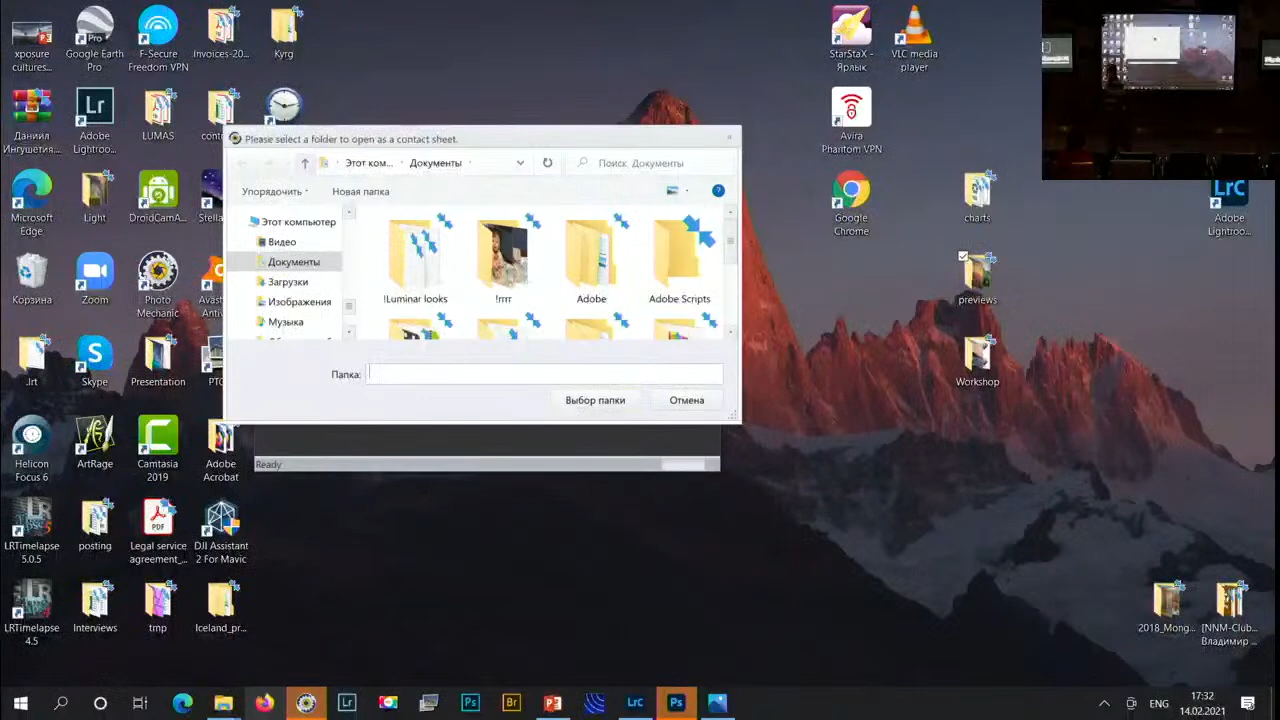 xposure
cultures...
Google Earth
Pro
F-Secure
Freedom VPN
Invoices-20...
Kyrg
StarStaX -
Ярлык
VLC media
player
Даниил
Ингушетия...
Adobe
Lightroo...
LUMAS
Avira
Phantom VPN
Please select a folder to open as a contact sheet.
Этот ком...
Документы
Поиск: Документы
Упорядочить
Новая папка
Этот компьютер
Видео
Документы
Загрузки
Изображения
Музыка
!Luminar looks
!rrrr
Adobe
Adobe Scripts
Папка:
Выбор папки
Отмена
Ready
Microsoft
Edge
Light
DroidCamA...
Stella
Google
Chrome
charts
Adobe
Lightroo...
Корзина
Zoom
Photo
Mechanic
Avast
previews
.lrt
Skype
Presentation
Workshop
Helicon
Focus 6
ArtRage
Camtasia
2019
Adobe
Acrobat
LRTimelapse
5.0.5
posting
Legal service
agreement_...
DJI Assistant
2 For Mavic
LRTimelapse
4.5
Interviews
tmp
Iceland_pr...
2018_Mong...
[NNM-Club...
Владимир ...
ENG
17:32
14.02.2021